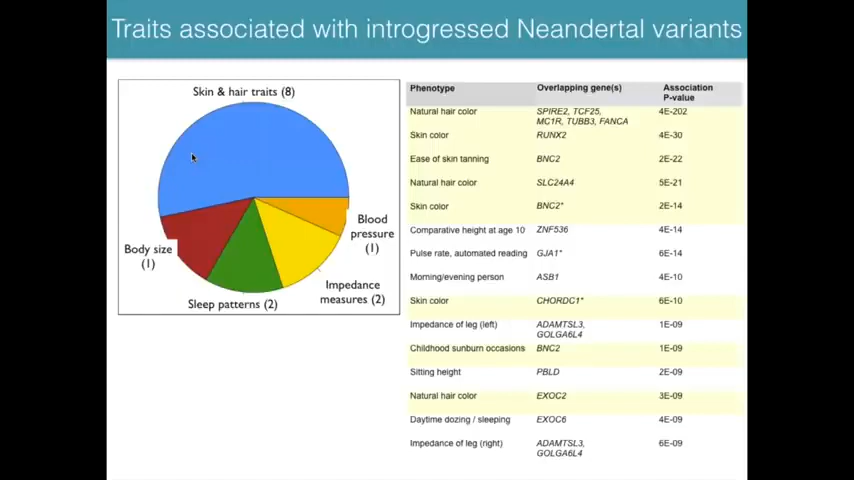 Traits associated with introgressed Neandertal variants
Skin & hair traits (8)
Blood
pressure
(1)
Body size
(1)
Impedance
measures (2)
Sleep patterns (2)
Phenotype Overlapping gene(s) Association
P-value
Natural hair color SPIRE2, TCF25, 4E-202
MC1R, TUBB3, FANCA
Skin color RUNX2 4E-30
Ease of skin tanning BNC2 2E-22
Natural hair color SLC24A4 5E-21
Skin color BNC2* 2E-14
Comparative height at age 10 ZNF536 4E-14
Pulse rate, automated reading GJA1* 6E-14
Morning/evening person ASB1 4E-10
Skin color CHORDC1* 6E-10
Impedance of leg (left) ADAMTSL3, 1E-09
GOLGA6L4
Childhood sunburn occasions BNC2 1E-09
Sitting height PBLD 2E-09
Natural hair color EXOC2 3E-09
Daytime dozing / sleeping EXOC6 4E-09
Impedance of leg (right) ADAMTSL3, 6E-09
GOLGA6L4